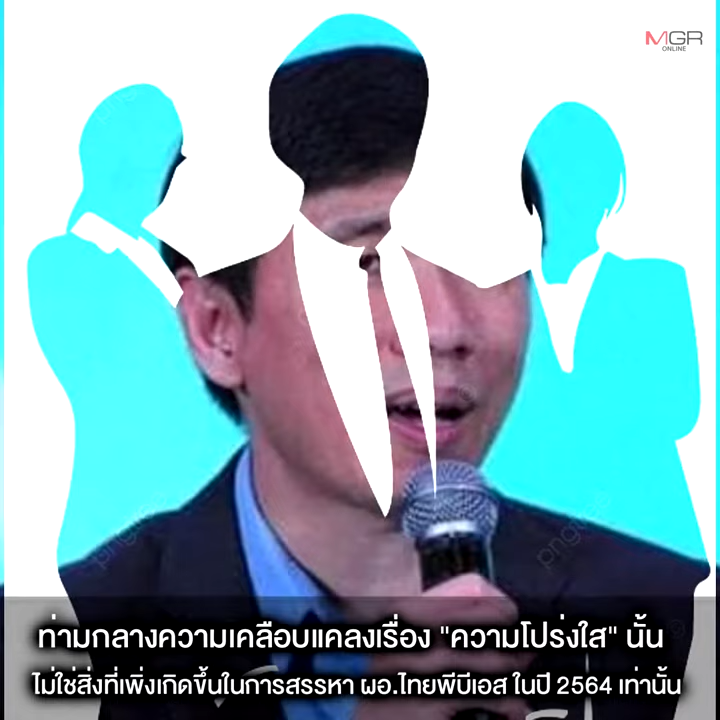 MGR
ONLINE
ท่ามกลางความเคลือบแคลงเรื่อง "ความโปร่งใส" นั้น
ไม่ใช่สิ่งที่เพิ่งเกิดขึ้นในการสรรหา ผอ.ไทยพีบีเอส ในปี 2564 เท่านั้น